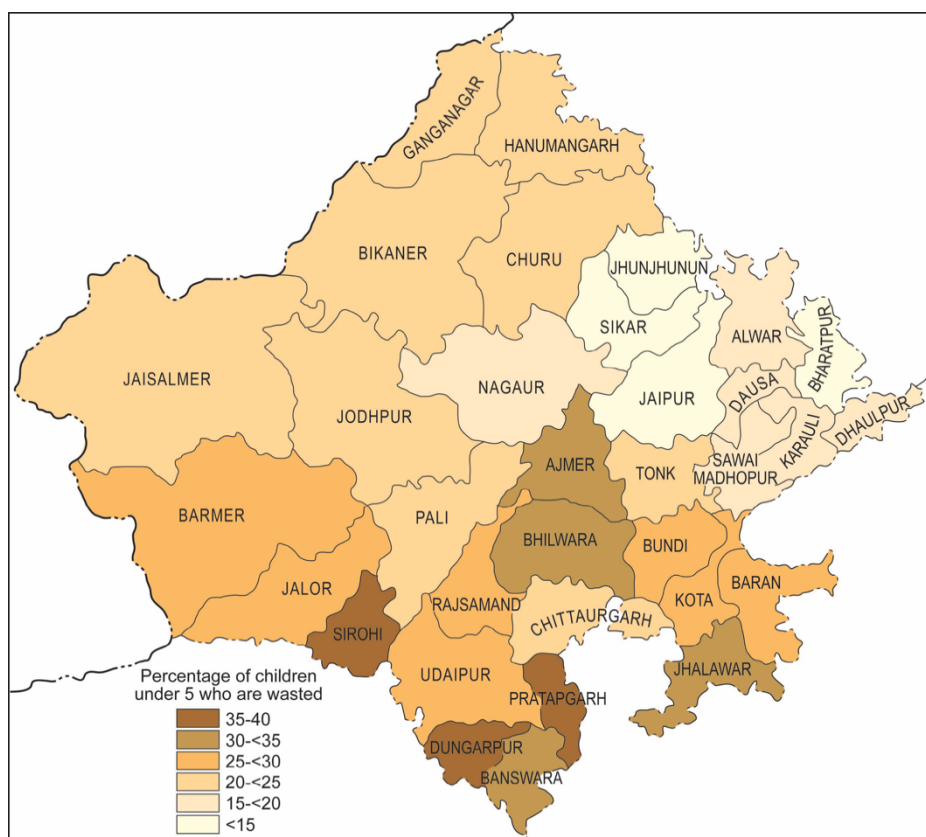 GANGANAGAR
HANUMANGARH
BIKANER
CHURU
JHUNJHUNUN
SIKAR
ALWAR
BHARATPUR
JAISALMER
NAGAUR
JAIPUR
DAUSA
JODHPUR
DHAULPUR
KARAULI
SAWAI
MADHOPUR
AJMER
TONK
BARMER
PALI
BHILWARA
BUNDI
BARAN
JALOR
RAJSAMAND
KOTA
CHITTAURGARH
SIROHI
JHALAWAR
UDAIPUR
PRATAPGARH
DUNGARPUR
BANSWARA
Percentage of children
under 5 who are wasted
35-40
30-<35
25-<30
20-<25
15-<20
<15